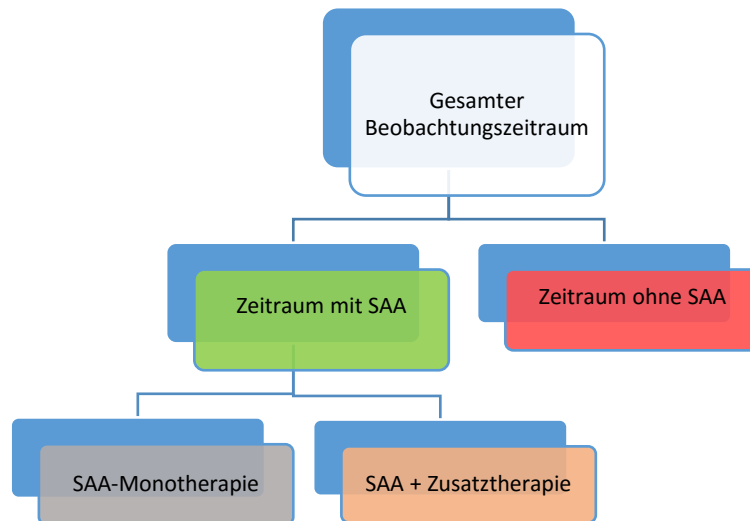 Gesamter
Beobachtungszeitraum
Zeitraum mit SAA
Zeitraum ohne SAA
SAA-Monotherapie
SAA + Zusatztherapie